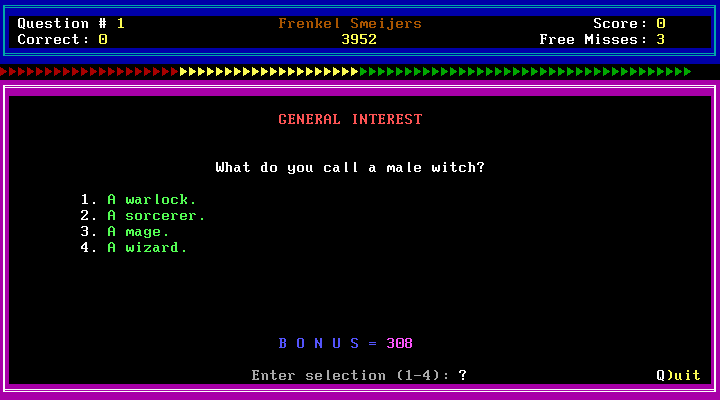 Question # 1 Frenkel Smeijers Score: 0
Correct: 0 3952 Free Misses: 3
GENERAL INTEREST
What do you call a male witch?
1. A warlock.
2. A sorcerer.
3. A mage.
4. A wizard.
B O N U S = 308
Enter selection (1-4): ? Q)uit